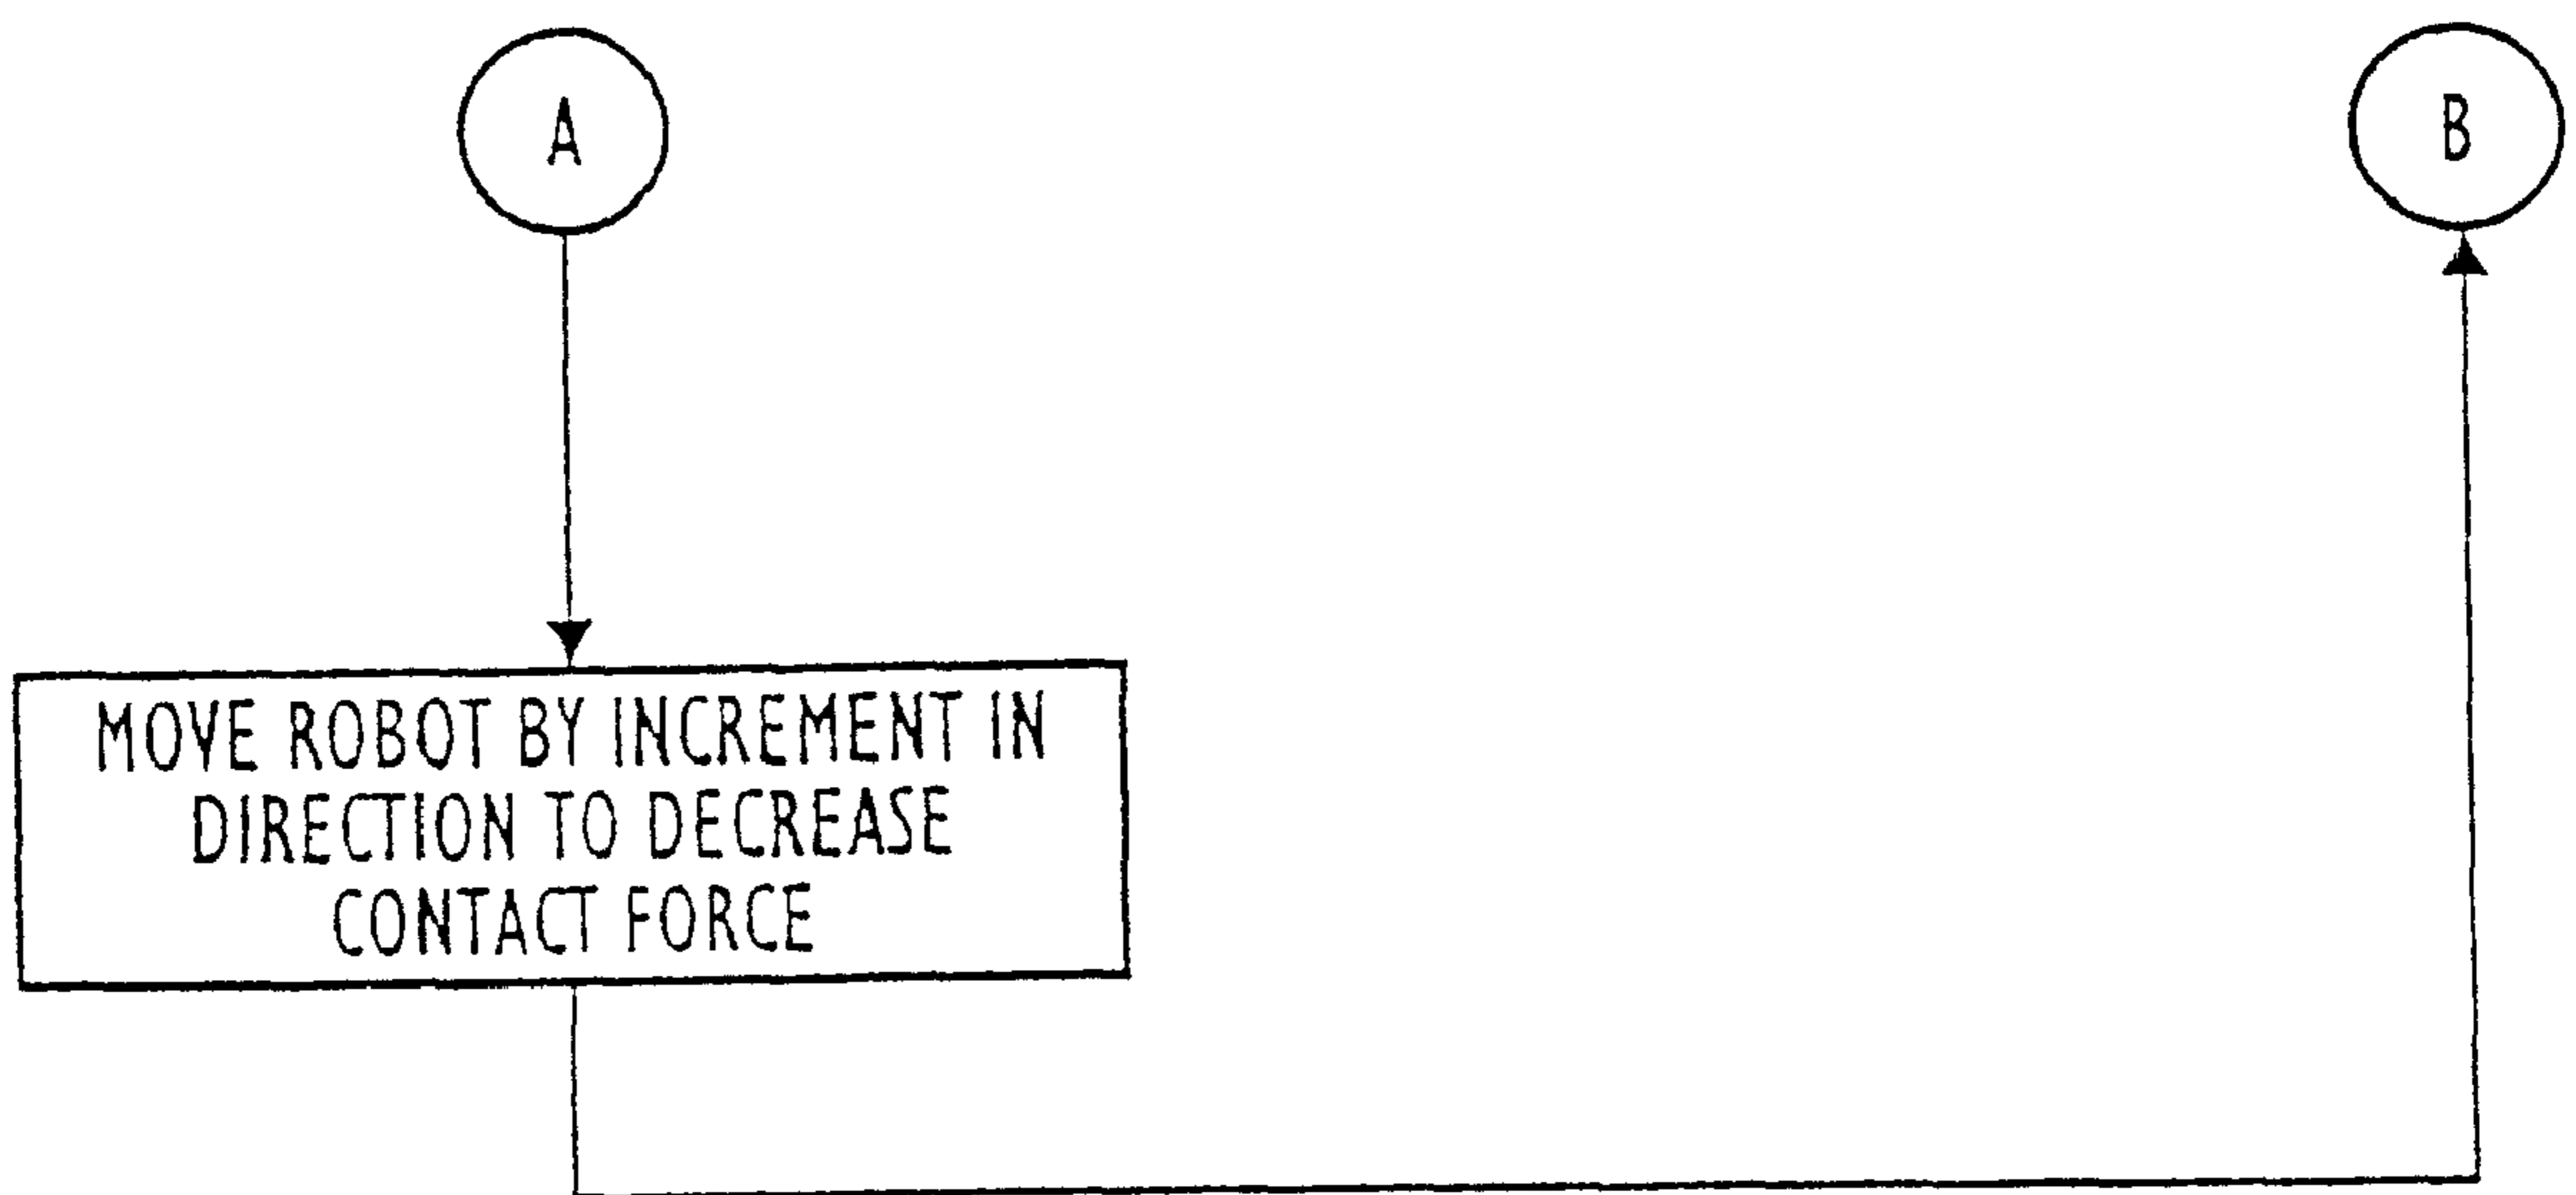 A
B
MOVE ROBOT BY INCREMENT IN
DIRECTION TO DECREASE
CONTACT FORCE